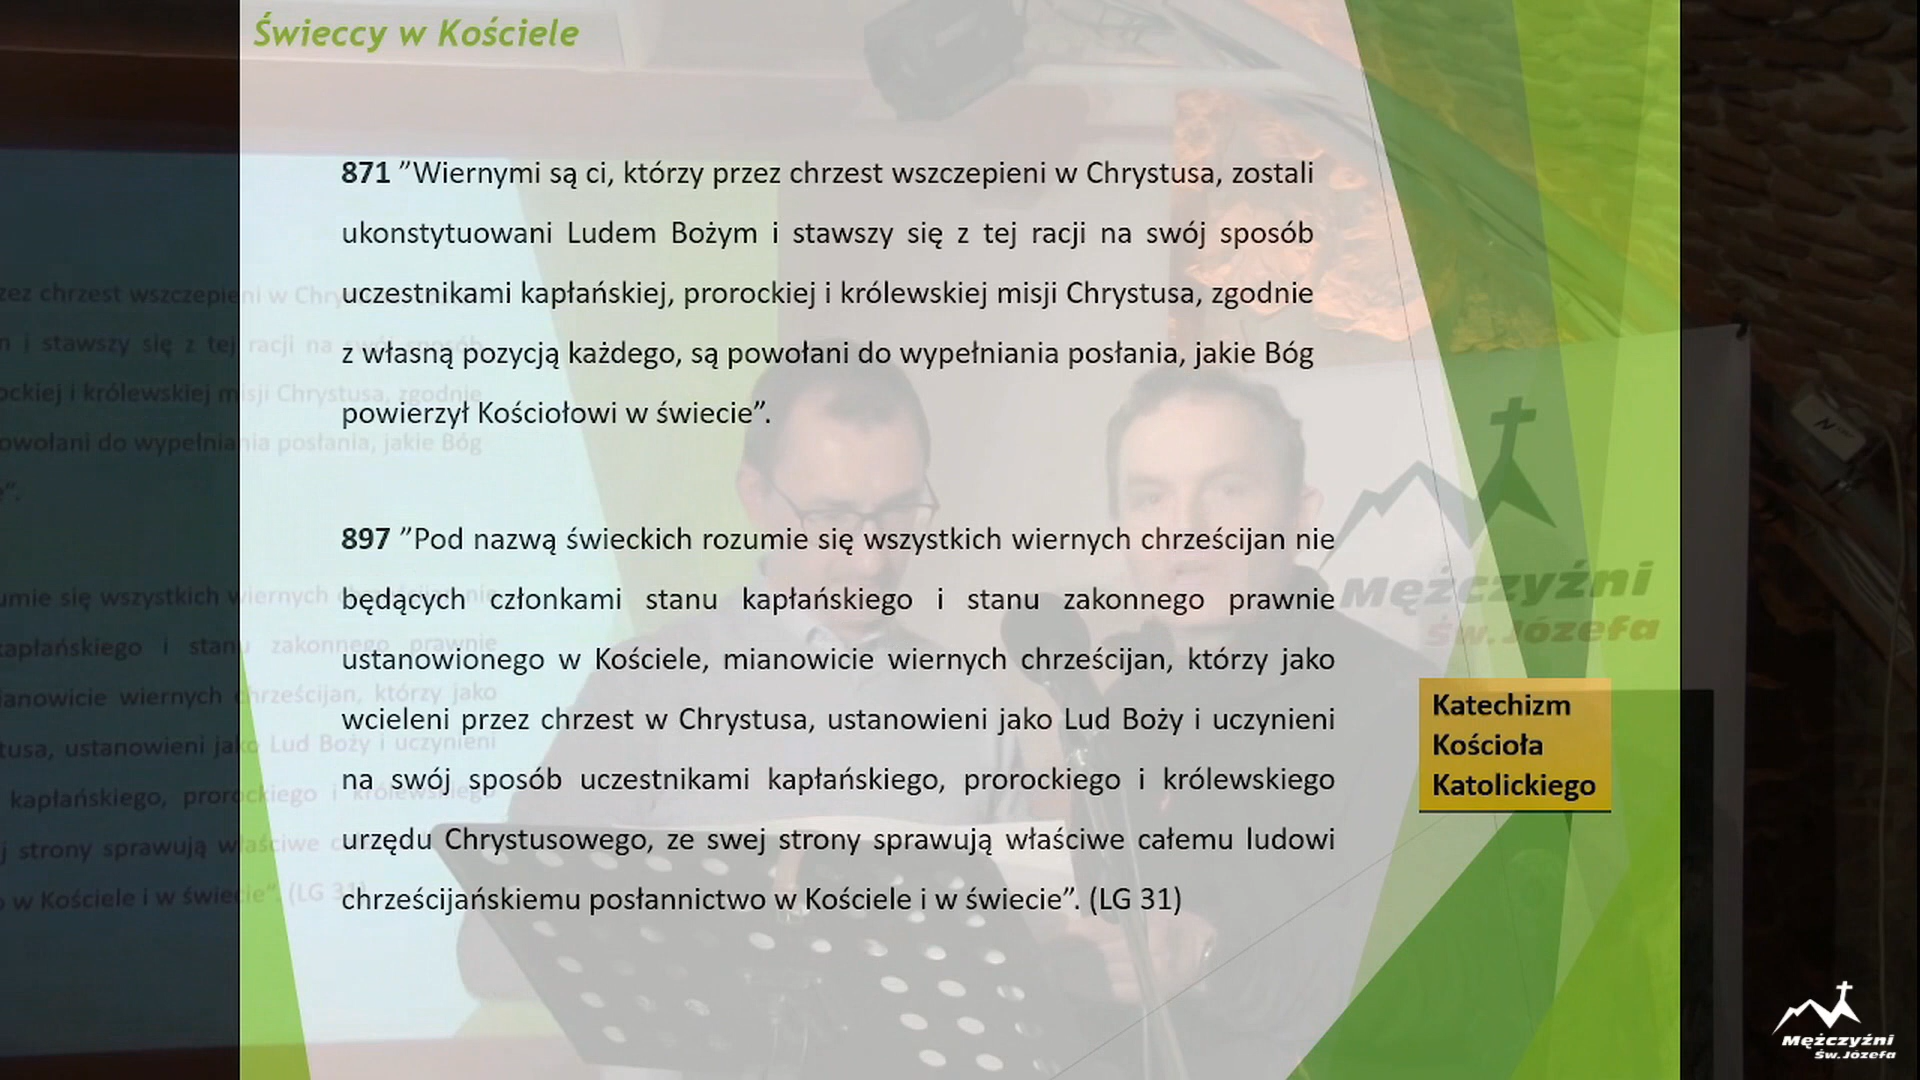 Świeccy w Kościele
871 ”Wiernymi są ci, którzy przez chrzest wszczepieni w Chrystusa, zostali
ukonstytuowani Ludem Bożym i stawszy się z tej racji na swój sposób
uczestnikami kapłańskiej, prorockiej i królewskiej misji Chrystusa, zgodnie
z własną pozycją każdego, są powołani do wypełniania posłania, jakie Bóg
powierzył Kościołowi w świecie”.
897 ”Pod nazwą świeckich rozumie się wszystkich wiernych chrześcijan nie
będących członkami stanu kapłańskiego i stanu zakonnego prawnie
ustanowionego w Kościele, mianowicie wiernych chrześcijan, którzy jako
wcieleni przez chrzest w Chrystusa, ustanowieni jako Lud Boży i uczynieni
na swój sposób uczestnikami kapłańskiego, prorockiego i królewskiego
urzędu Chrystusowego, ze swej strony sprawują właściwe całemu ludowi
chrześcijańskiemu posłannictwo w Kościele i w świecie”. (LG 31)
Katechizm
Kościoła
Katolickiego
Mężczyźni
św.Józefa
Mężczyźni
Św.Józefa